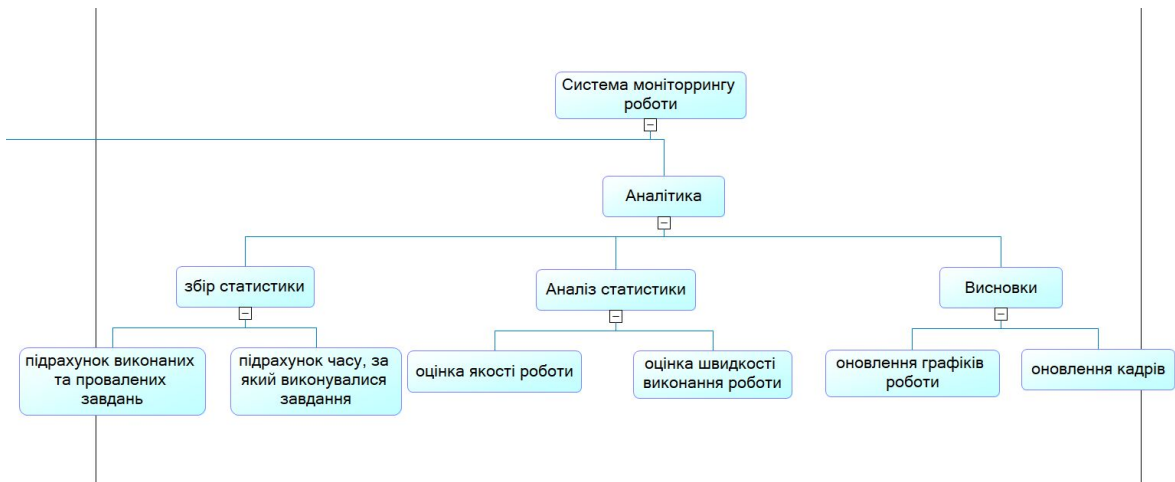 Система моніторрингу
роботи
Аналітика
збір статистики
Аналіз статистики
Висновки
підрахунок виконаних
та провалених
завдань
підрахунок часу, за
який виконувалися
завдання
оцінка якості роботи
оцінка швидкості
виконання роботи
оновлення графіків
роботи
оновлення кадрів